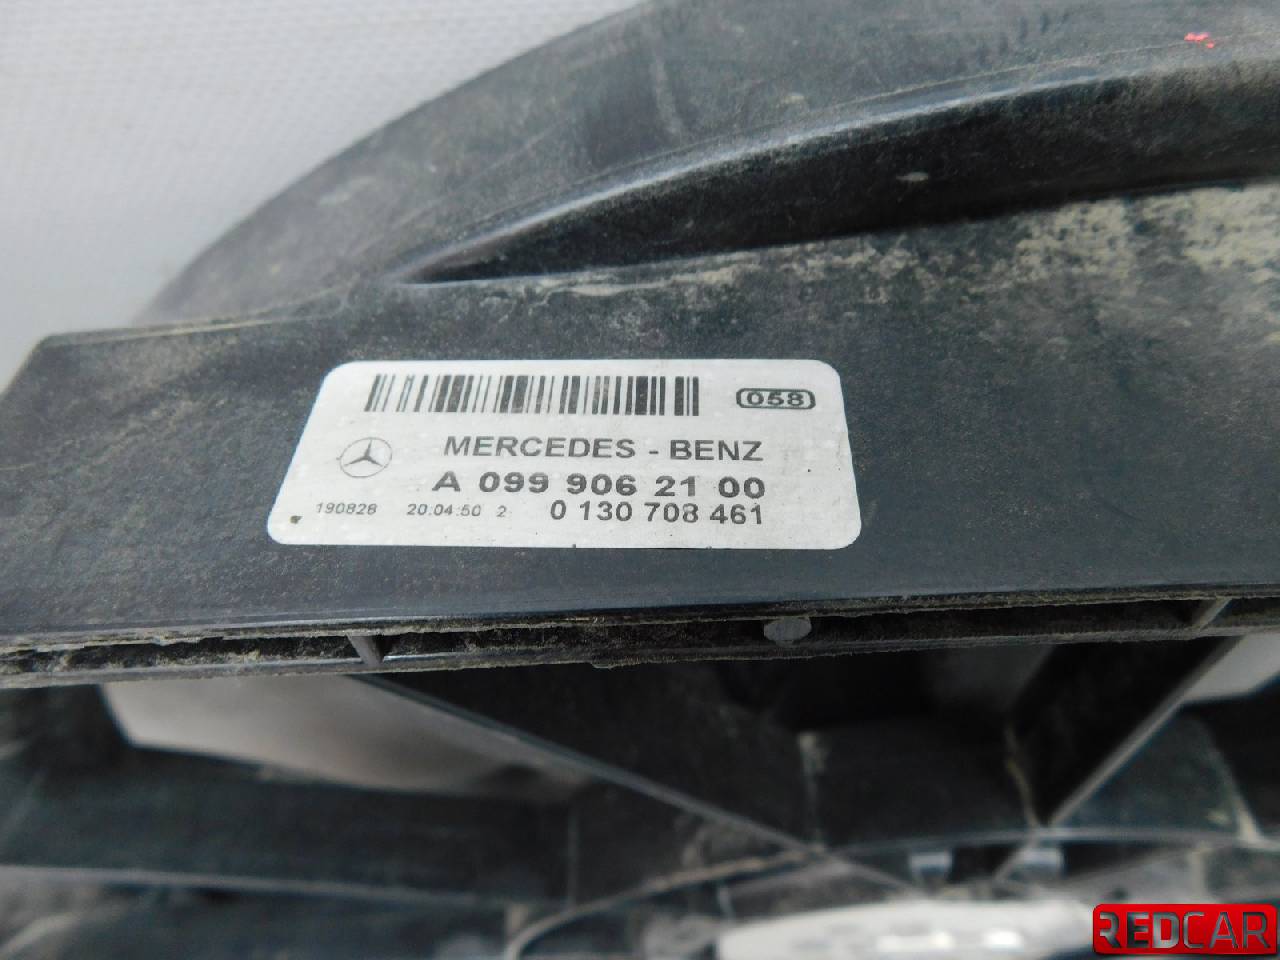 058
MERCEDES - BENZ
A 099 906 21 00
190828 20:04:50 2 0 130 708 461
REDCAR